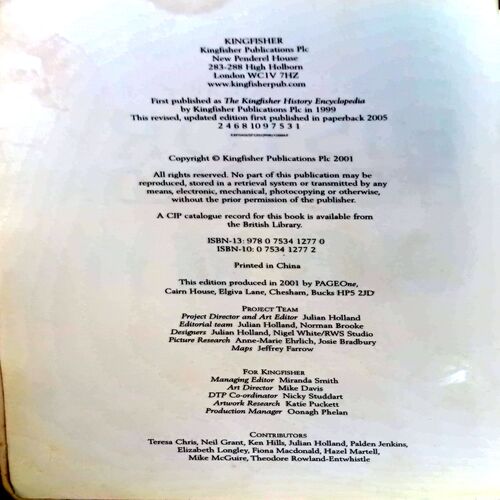 KINGFISHER
Kingfisher Publications Plc
New Penderel House
283-288 High Holborn
London WC1V 7HZ
www.kingfisherpub.com
First published as The Kingfisher History Encyclopedia
by Kingfisher Publications Plc in 1999
This revised, updated edition first published in paperback 2005
2 4 6 8 10 9 7 5 3 1
Copyright © Kingfisher Publications Plc 2001
All rights reserved. No part of this publication may be
reproduced, stored in a retrieval system or transmitted by any
means, electronic, mechanical, photocopying or otherwise,
without the prior permission of the publisher.
A CIP catalogue record for this book is available from
the British Library.
ISBN-13: 978 0 7534 1277 0
ISBN-10: 0 7534 1277 2
Printed in China
This edition produced in 2001 by PAGEOne,
Cairn House, Elgiva Lane, Chesham, Bucks HP5 2JD
PROJECT TEAM
Project Director and Art Editor Julian Holland
Editorial team Julian Holland, Norman Brooke
Designers Julian Holland, Nigel White/RWS Studio
Picture Research Anne-Marie Ehrlich, Josie Bradbury
Maps Jeffrey Farrow
FOR KINGFISHER
Managing Editor Miranda Smith
Art Director Mike Davis
DTP Co-ordinator Nicky Studdart
Artwork Research Katie Puckett
Production Manager Oonagh Phelan
CONTRIBUTORS
Teresa Chris, Neil Grant, Ken Hills, Julian Holland, Palden Jenkins,
Elizabeth Longley, Fiona Macdonald, Hazel Martell,
Mike McGuire, Theodore Rowland-Entwhistle